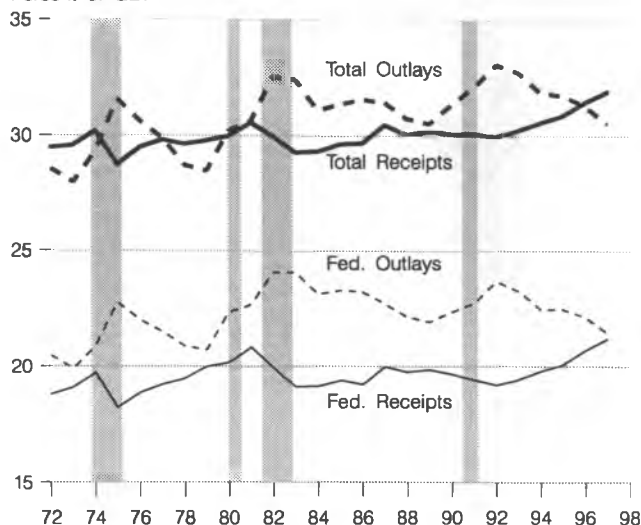 35
Total Outlays
30
Total Receipts
25
Fed. Outlays
20
Fed. Receipts
15
72 74 76 78 80 82 84 86 88 90 92 94 96 98